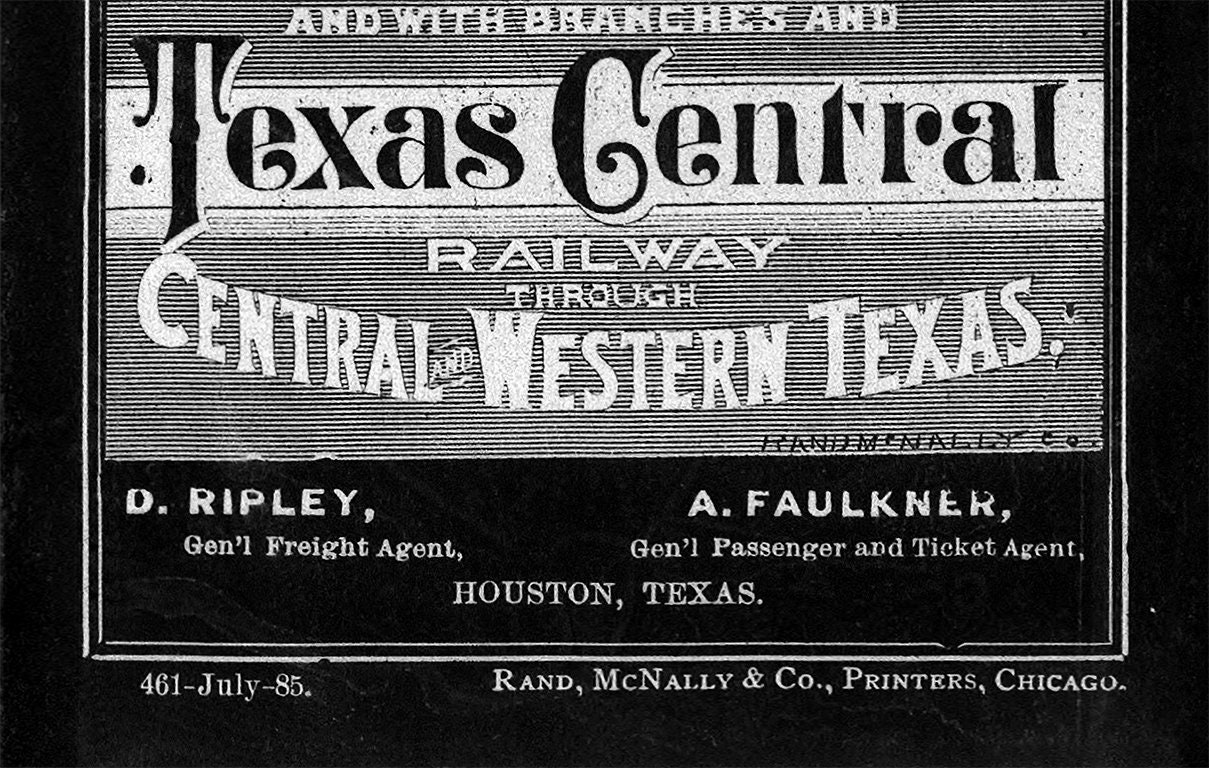 AND WITH BRANCHES AND
Texas Central
RAILWAY
THROUGH
CENTRAL AND WESTERN TEXAS.
RAND MCNALLY & Co.
D. RIPLEY,
Gen'l Freight Agent,
A. FAULKNER,
Gen'l Passenger and Ticket Agent,
HOUSTON, TEXAS.
461-July-85.
RAND, MCNALLY & CO., PRINTERS, CHICAGO.